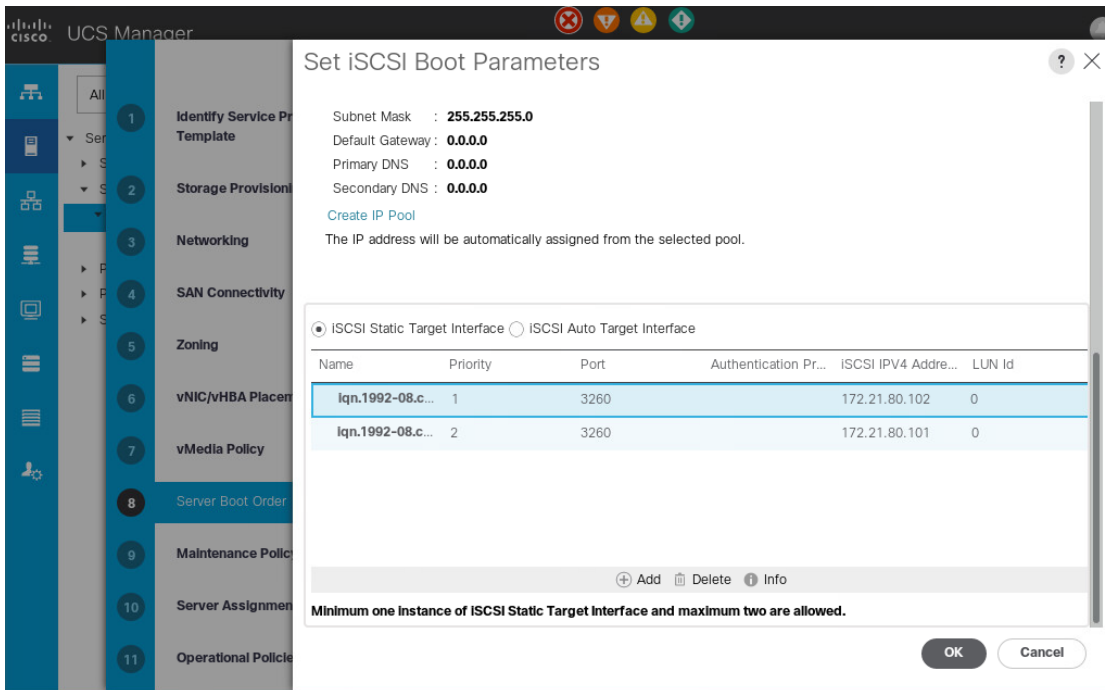 cisco. UCS Manager
All
Ser
S
S
P
P
S
1 Identify Service Pr
Template
2 Storage Provisioni
3 Networking
4 SAN Connectivity
5 Zoning
6 vNIC/vHBA Placem
7 vMedia Policy
8 Server Boot Order
9 Maintenance Polic
10 Server Assignmen
11 Operational Policie
Set iSCSI Boot Parameters ?
Subnet Mask : 255.255.255.0
Default Gateway : 0.0.0.0
Primary DNS : 0.0.0.0
Secondary DNS : 0.0.0.0
Create IP Pool
The IP address will be automatically assigned from the selected pool.
iSCSI Static Target Interface iSCSI Auto Target Interface
Name Priority Port Authentication Pr... iSCSI IPV4 Addre... LUN Id
iqn.1992-08.c... 1 3260 172.21.80.102 0
iqn.1992-08.c... 2 3260 172.21.80.101 0
Add Delete Info
Minimum one instance of iSCSI Static Target Interface and maximum two are allowed.
OK Cancel